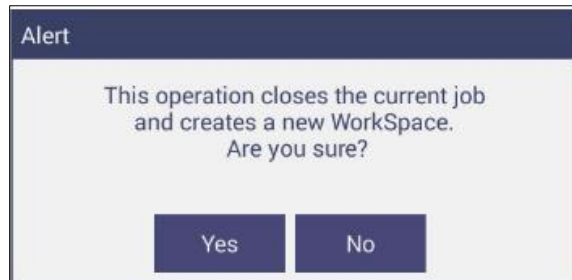 Alert
This operation closes the current job
and creates a new WorkSpace.
Are you sure?
Yes No